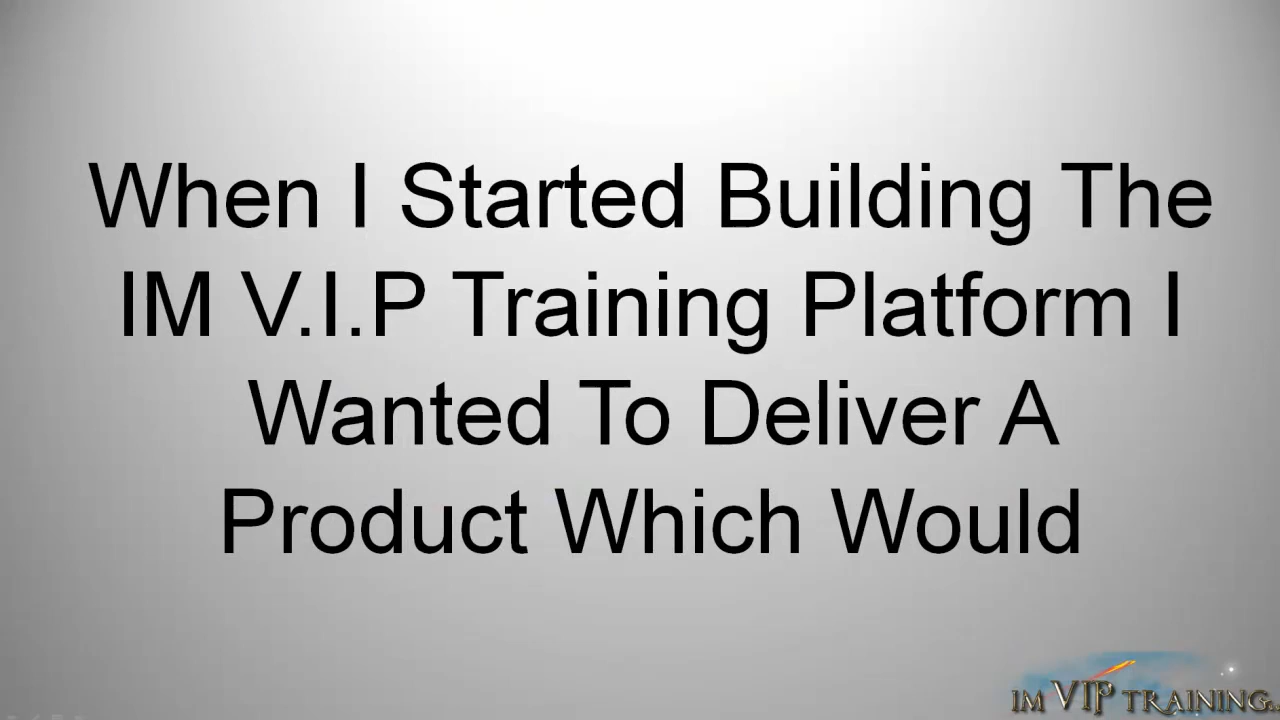 When I Started Building The
IM V.I.P Training Platform I
Wanted To Deliver A
Product Which Would
IM VIP TRAINING..